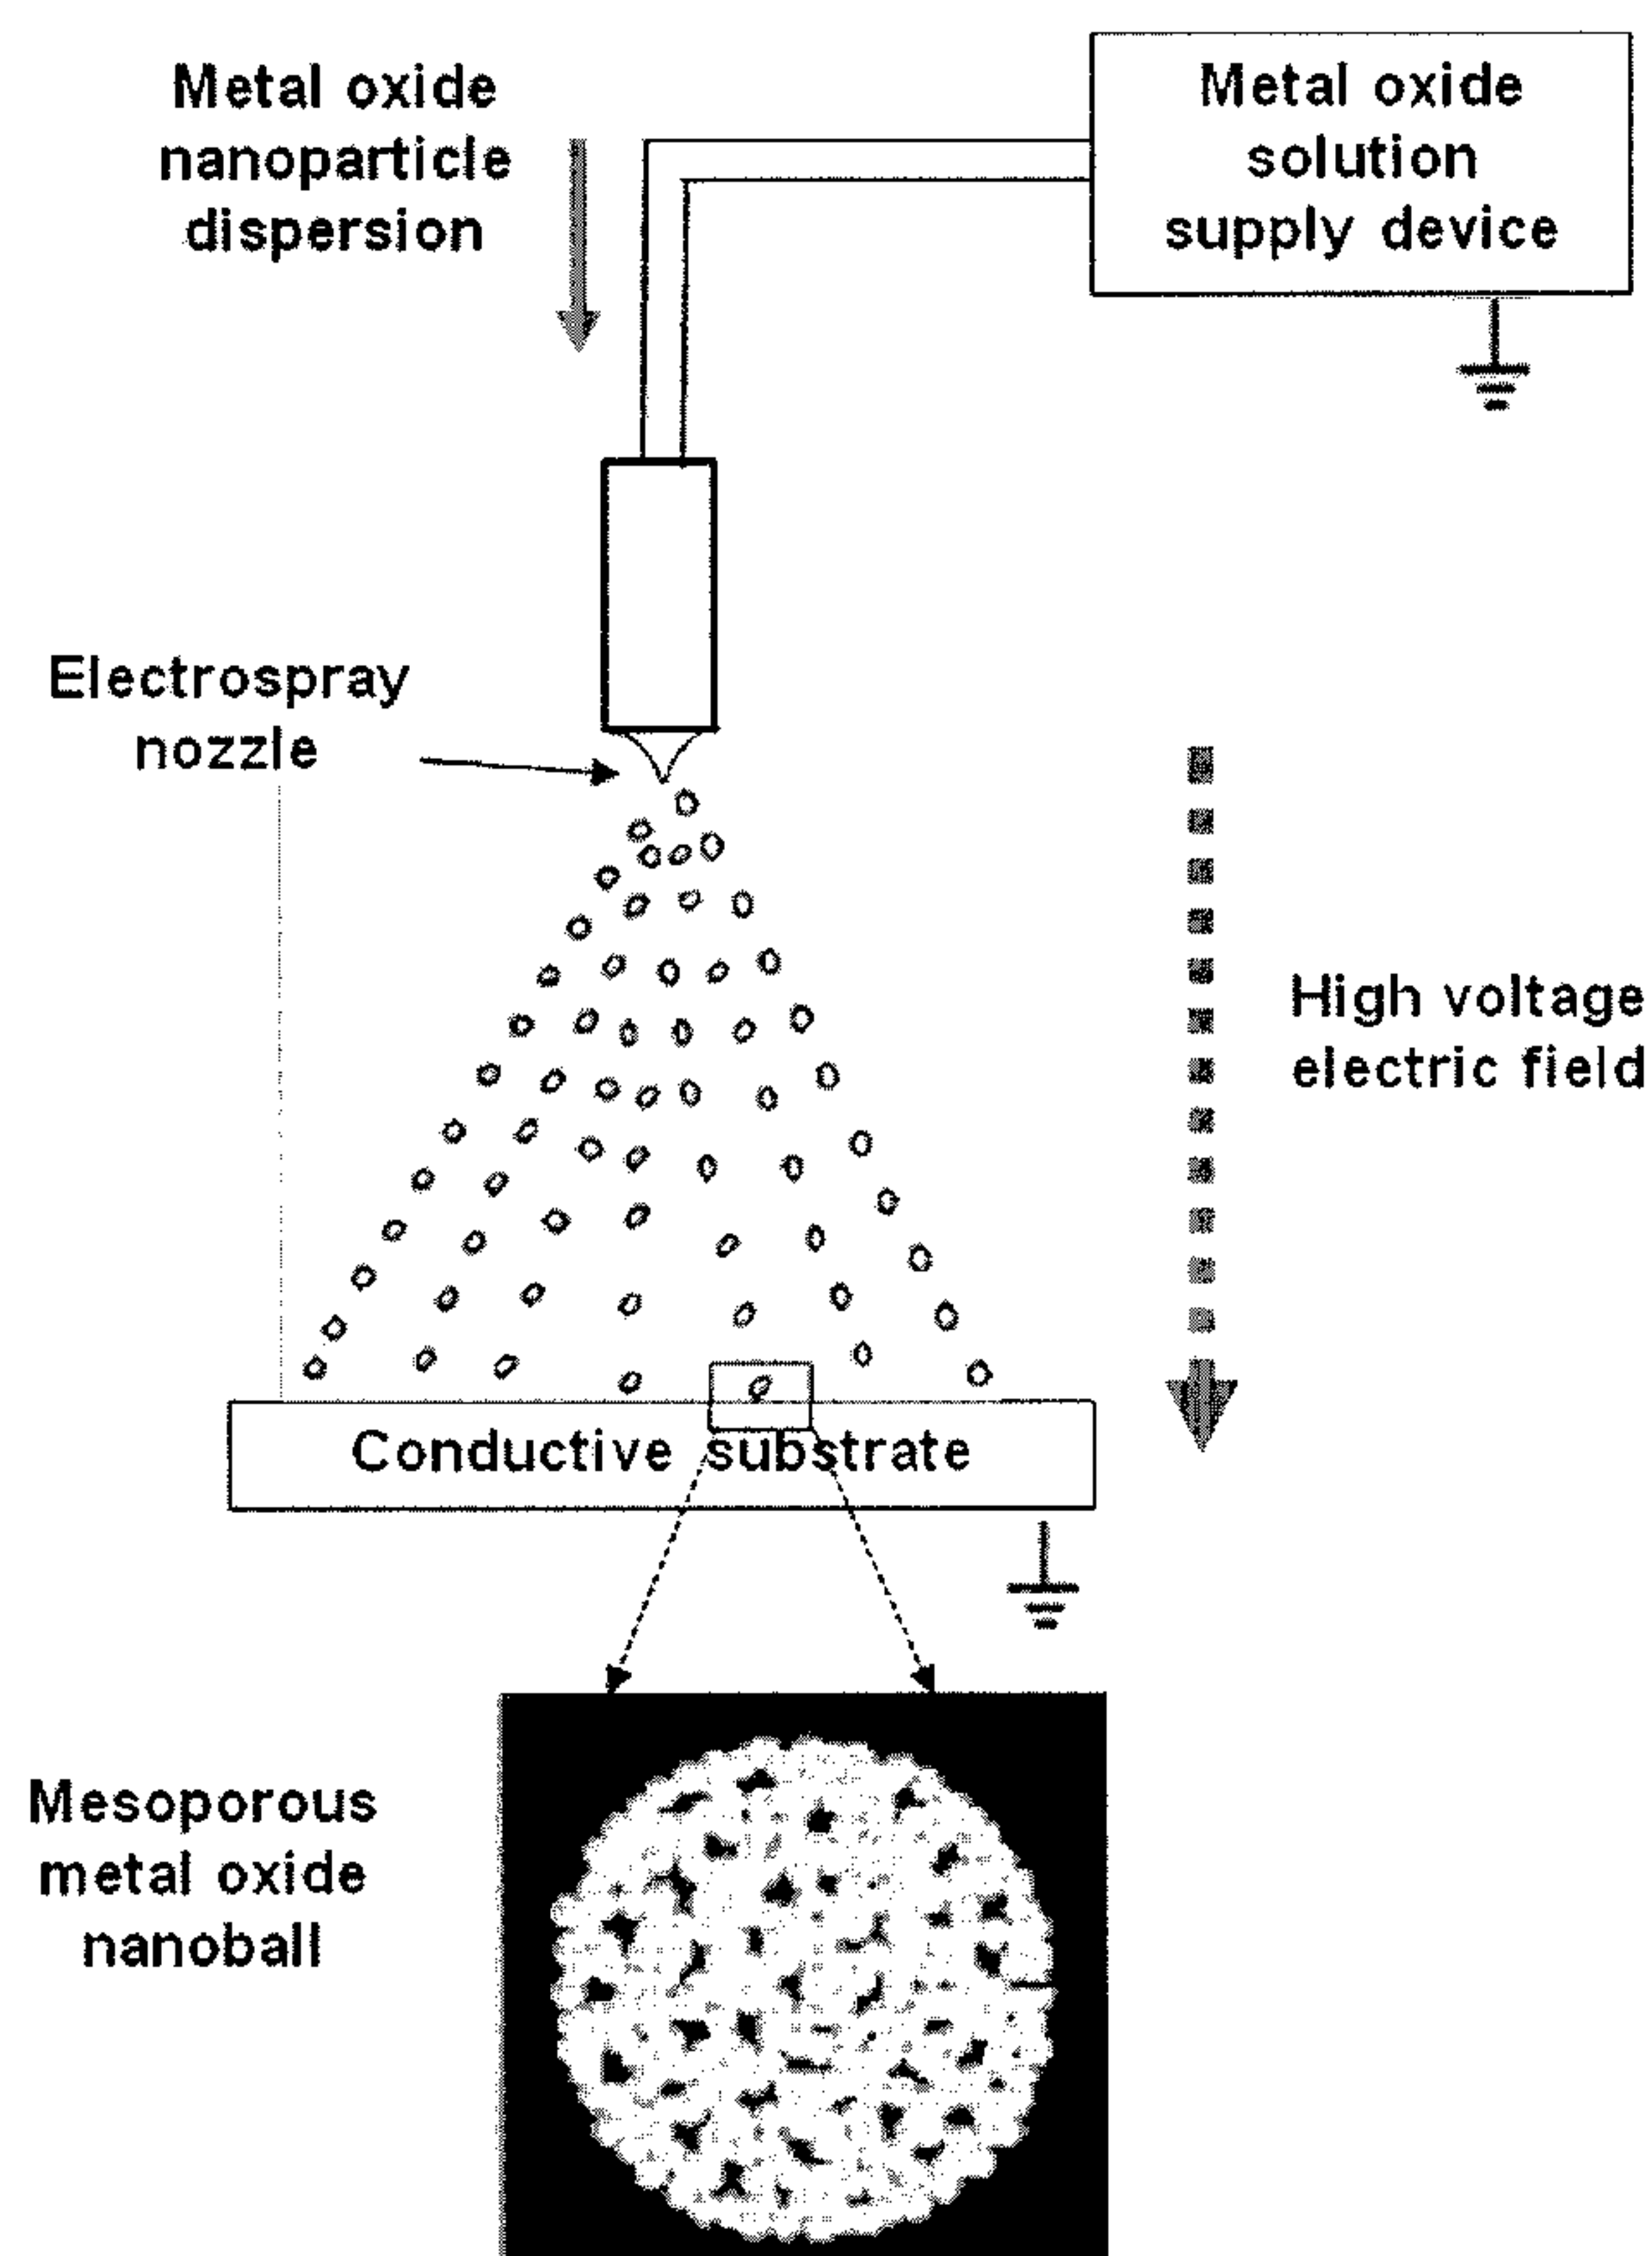 Metal oxide
nanoparticle
dispersion
Metal oxide
solution
supply device
Electrospray
nozzle
High voltage
electric field
Conductive substrate
Mesoporous
metal oxide
nanoball